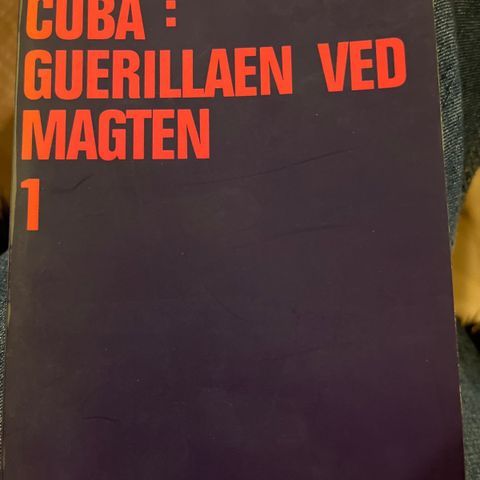 CUBA :
GUERILLAEN VED
MAGTEN
1